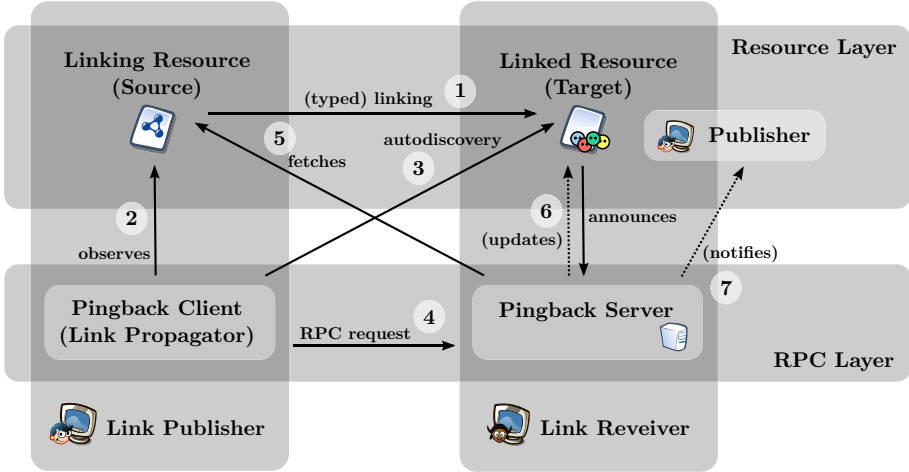 Resource Layer
Linking Resource
(Source)
Linked Resource
(Target)
(typed) linking
1
Publisher
5
fetches
autodiscovery
3
2
observes
6
(updates)
announces
(notifies)
7
Pingback Client
(Link Propagator)
RPC request
4
Pingback Server
RPC Layer
Link Publisher
Link Reveiver